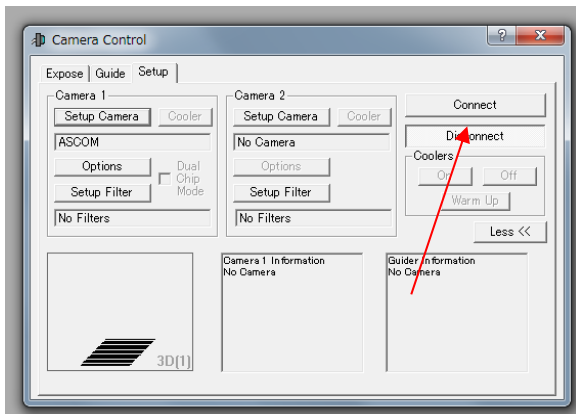 Camera Control
Expose Guide Setup
Camera 1
Setup Camera Cooler
ASCOM
Options Dual Chip Mode
Setup Filter
No Filters
Camera 2
Setup Camera Cooler
No Camera
Options
Setup Filter
No Filters
Connect
Disconnect
Coolers
On Off
Warm Up
Less <<
3D(1)
Camera 1 Information
No Camera
Guider Information
No Camera